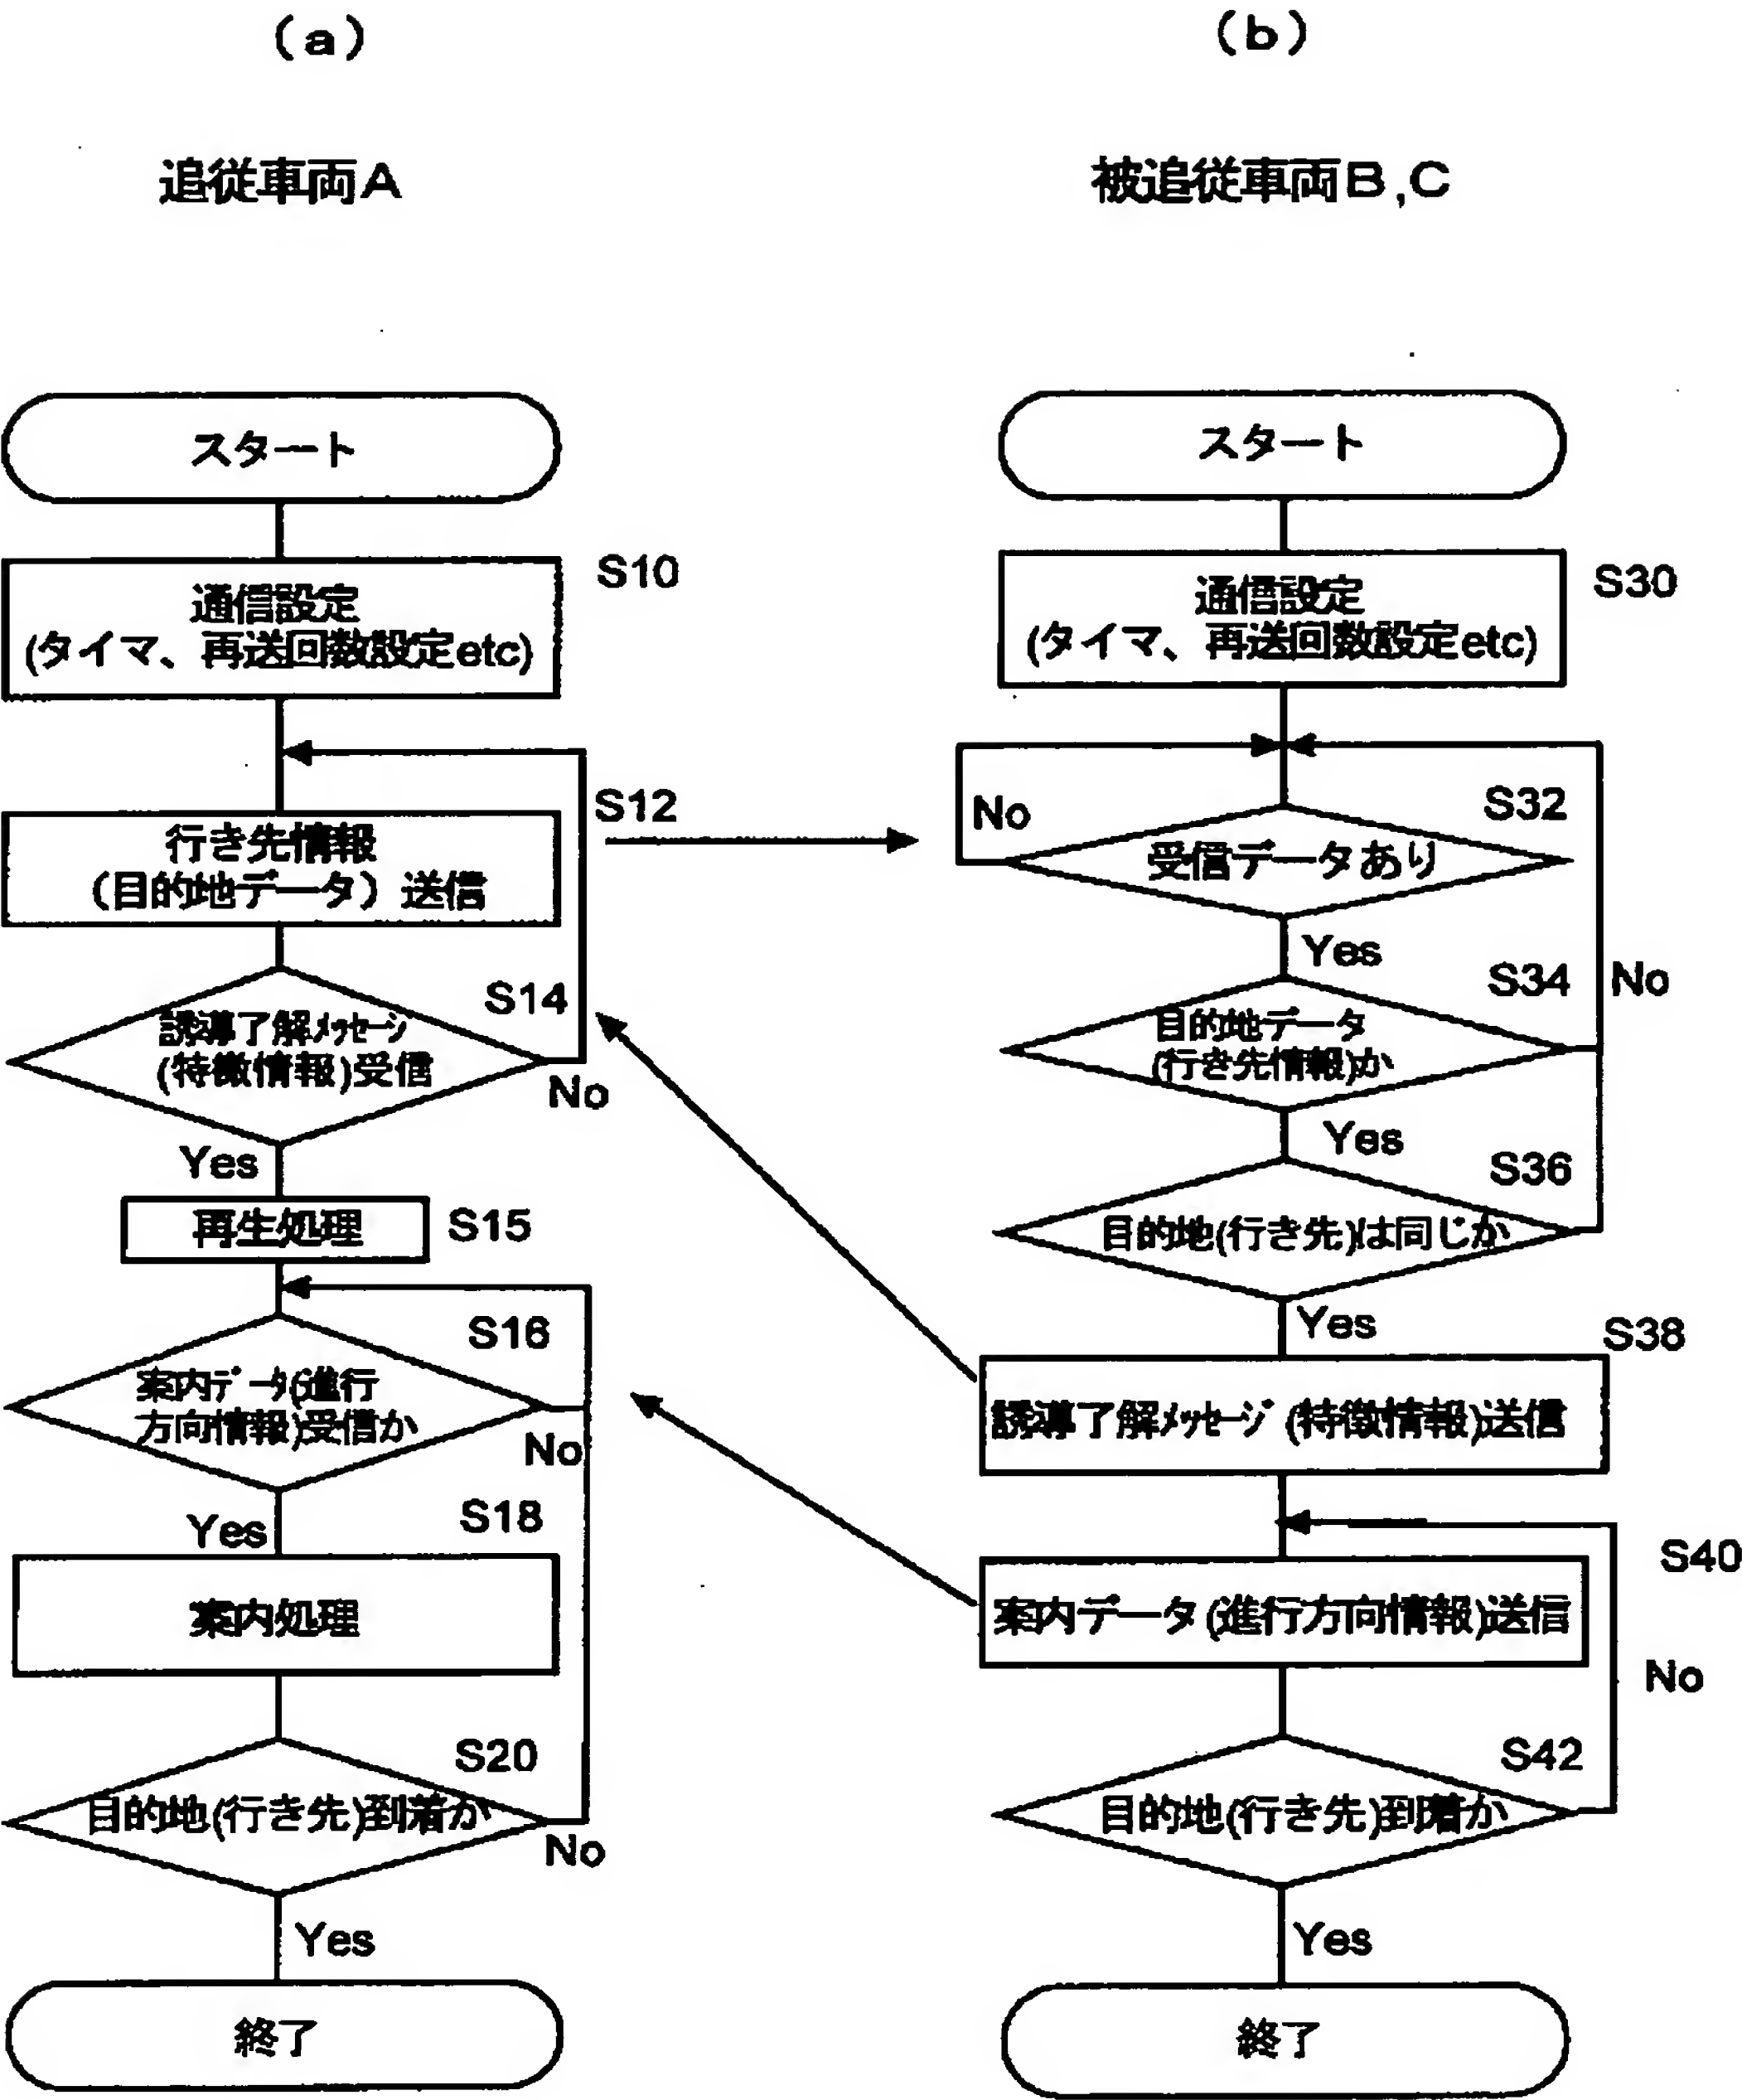 (a)
追従車両A
スタート
S10
通信設定
(タイマ、再送回数設定etc)
S12
行き先情報
(目的地データ)送信
S14
誘導了解メッセージ
(特徴情報)受信
No
Yes
再生処理
S15
S16
案内データ(進行
方向情報)受信か
No
Yes
S18
案内処理
S20
目的地(行き先)到着か
No
Yes
終了
(b)
被追従車両B,C
スタート
S30
通信設定
(タイマ、再送回数設定etc)
S32
No
受信データあり
Yes
S34
No
目的地データ
(行き先情報)か
Yes
S36
目的地(行き先)は同じか
Yes
S38
誘導了解メッセージ(特徴情報)送信
S40
案内データ(進行方向情報)送信
No
S42
目的地(行き先)到着か
Yes
終了